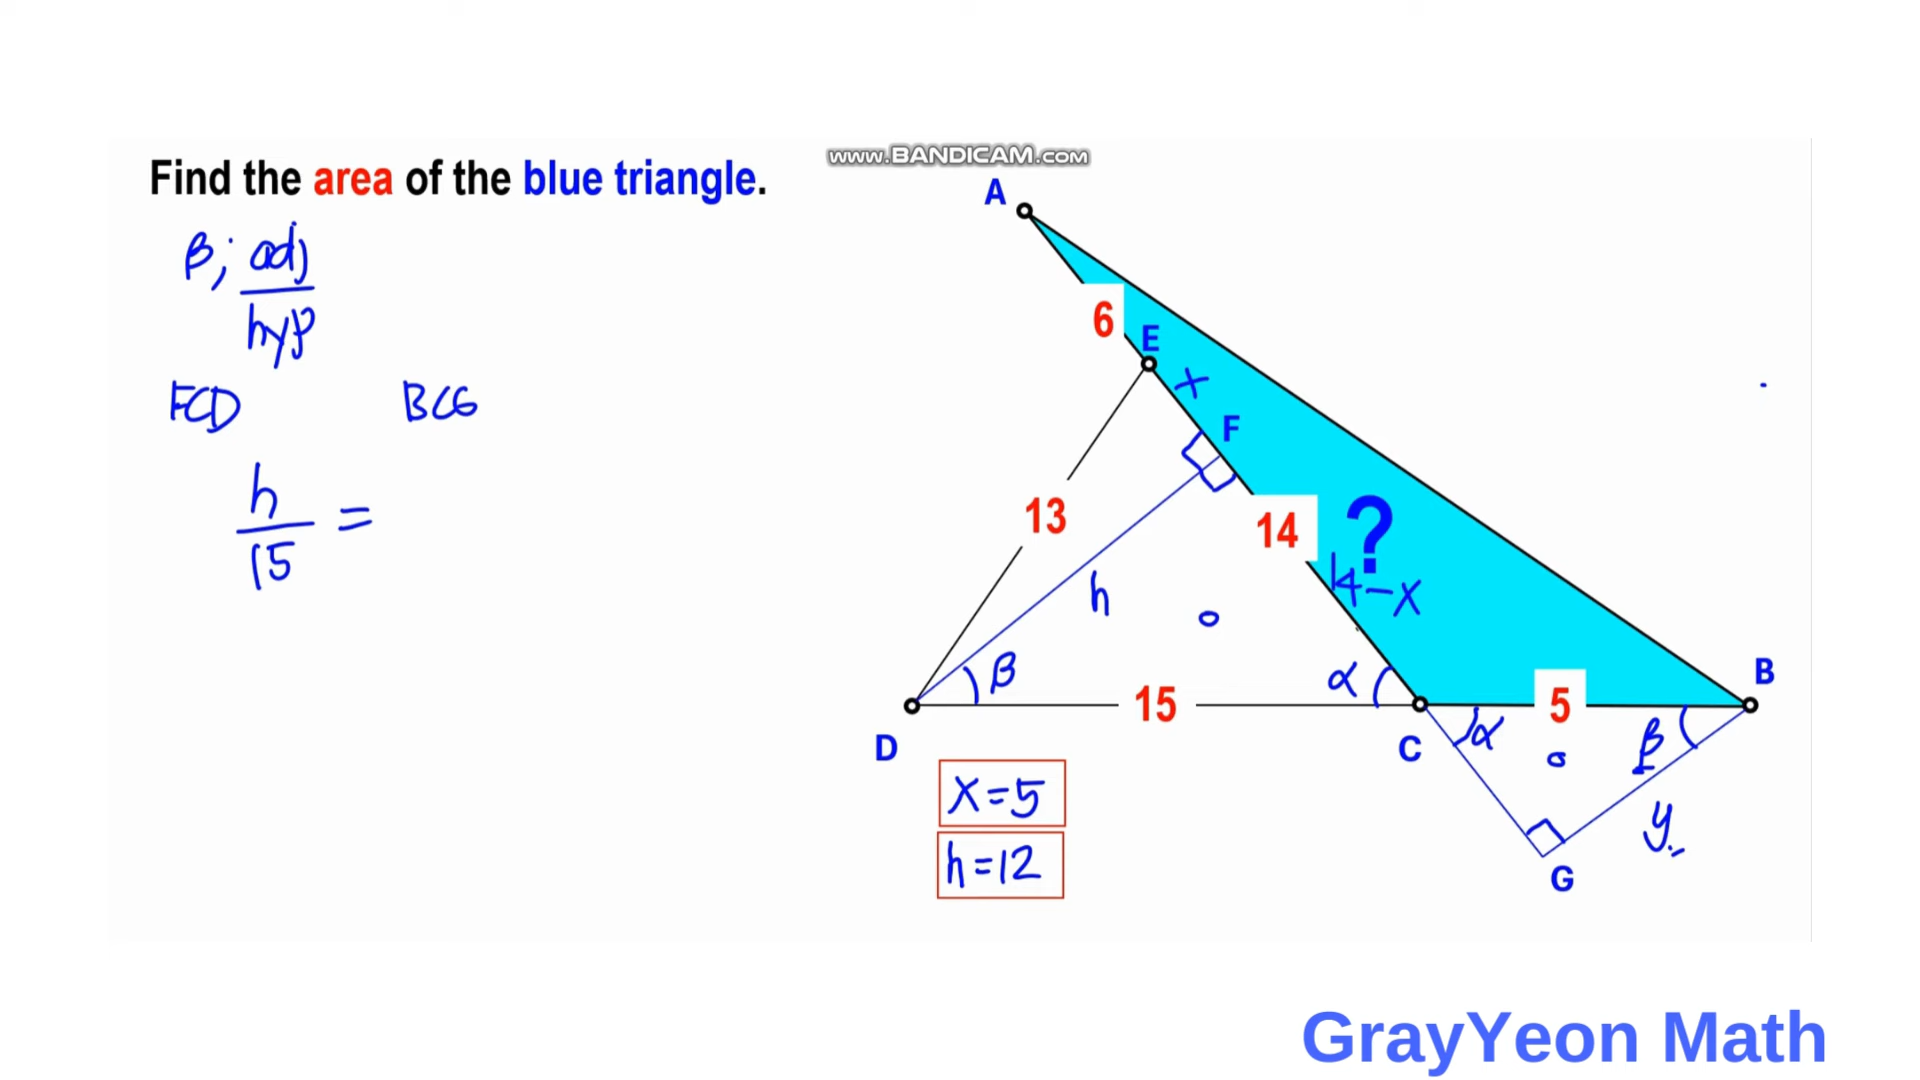 www.BANDICAM.com
Find the area of the blue triangle.
β; adj
hyp
FCD
BCG
h
15
=
A
6
E
x
F
13
14
?
14-x
h
β
α
15
5
B
D
C
α
β
y
G
x=5
h=12
GrayYeon Math